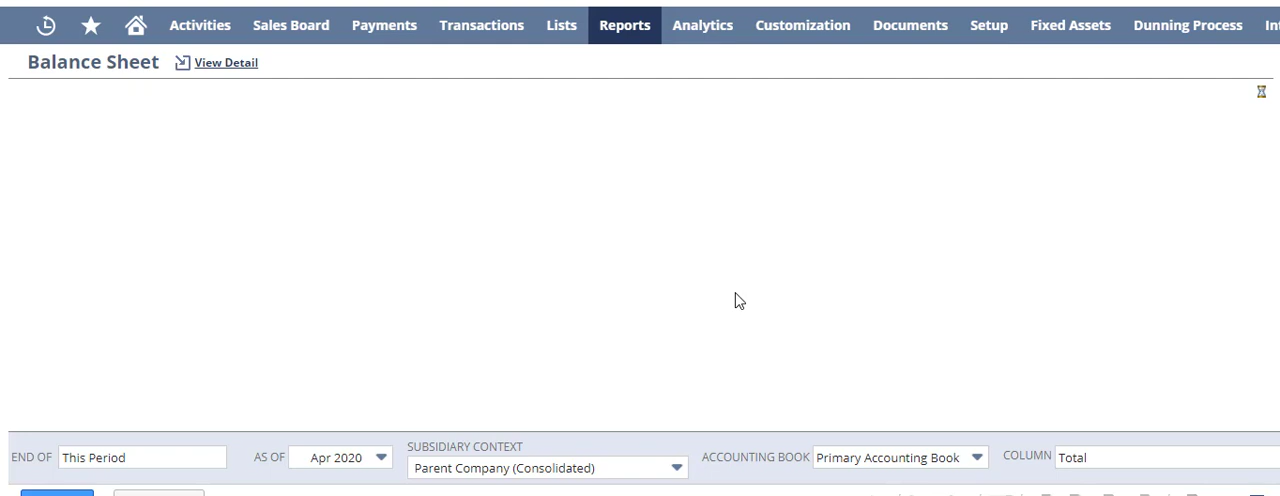 Activities Sales Board Payments Transactions Lists Reports Analytics Customization Documents Setup Fixed Assets Dunning Process
Balance Sheet View Detail
END OF This Period AS OF Apr 2020 SUBSIDIARY CONTEXT Parent Company (Consolidated) ACCOUNTING BOOK Primary Accounting Book COLUMN Total